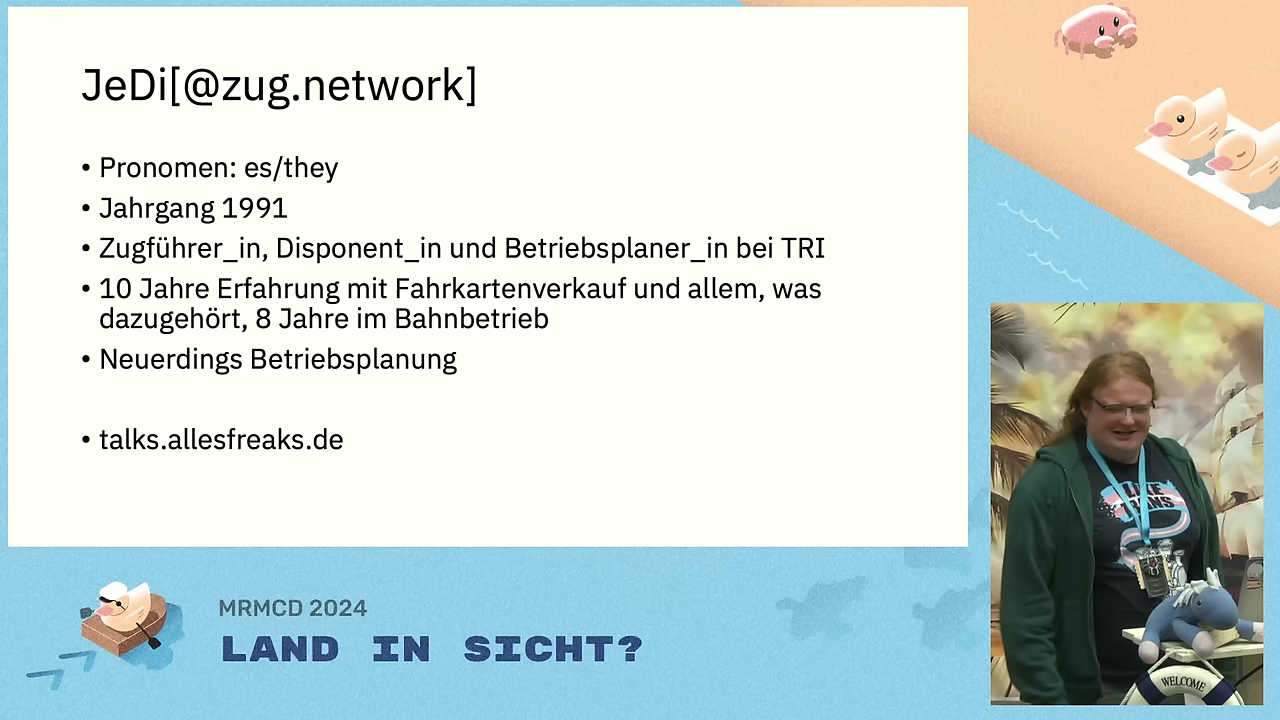 JeDi[@zug.network]
• Pronomen: es/they
• Jahrgang 1991
• Zugführer_in, Disponent_in und Betriebsplaner_in bei TRI
• 10 Jahre Erfahrung mit Fahrkartenverkauf und allem, was
dazugehört, 8 Jahre im Bahnbetrieb
• Neuerdings Betriebsplanung
• talks.allesfreaks.de
WELCOME
MRMCD 2024
LAND IN SICHT?